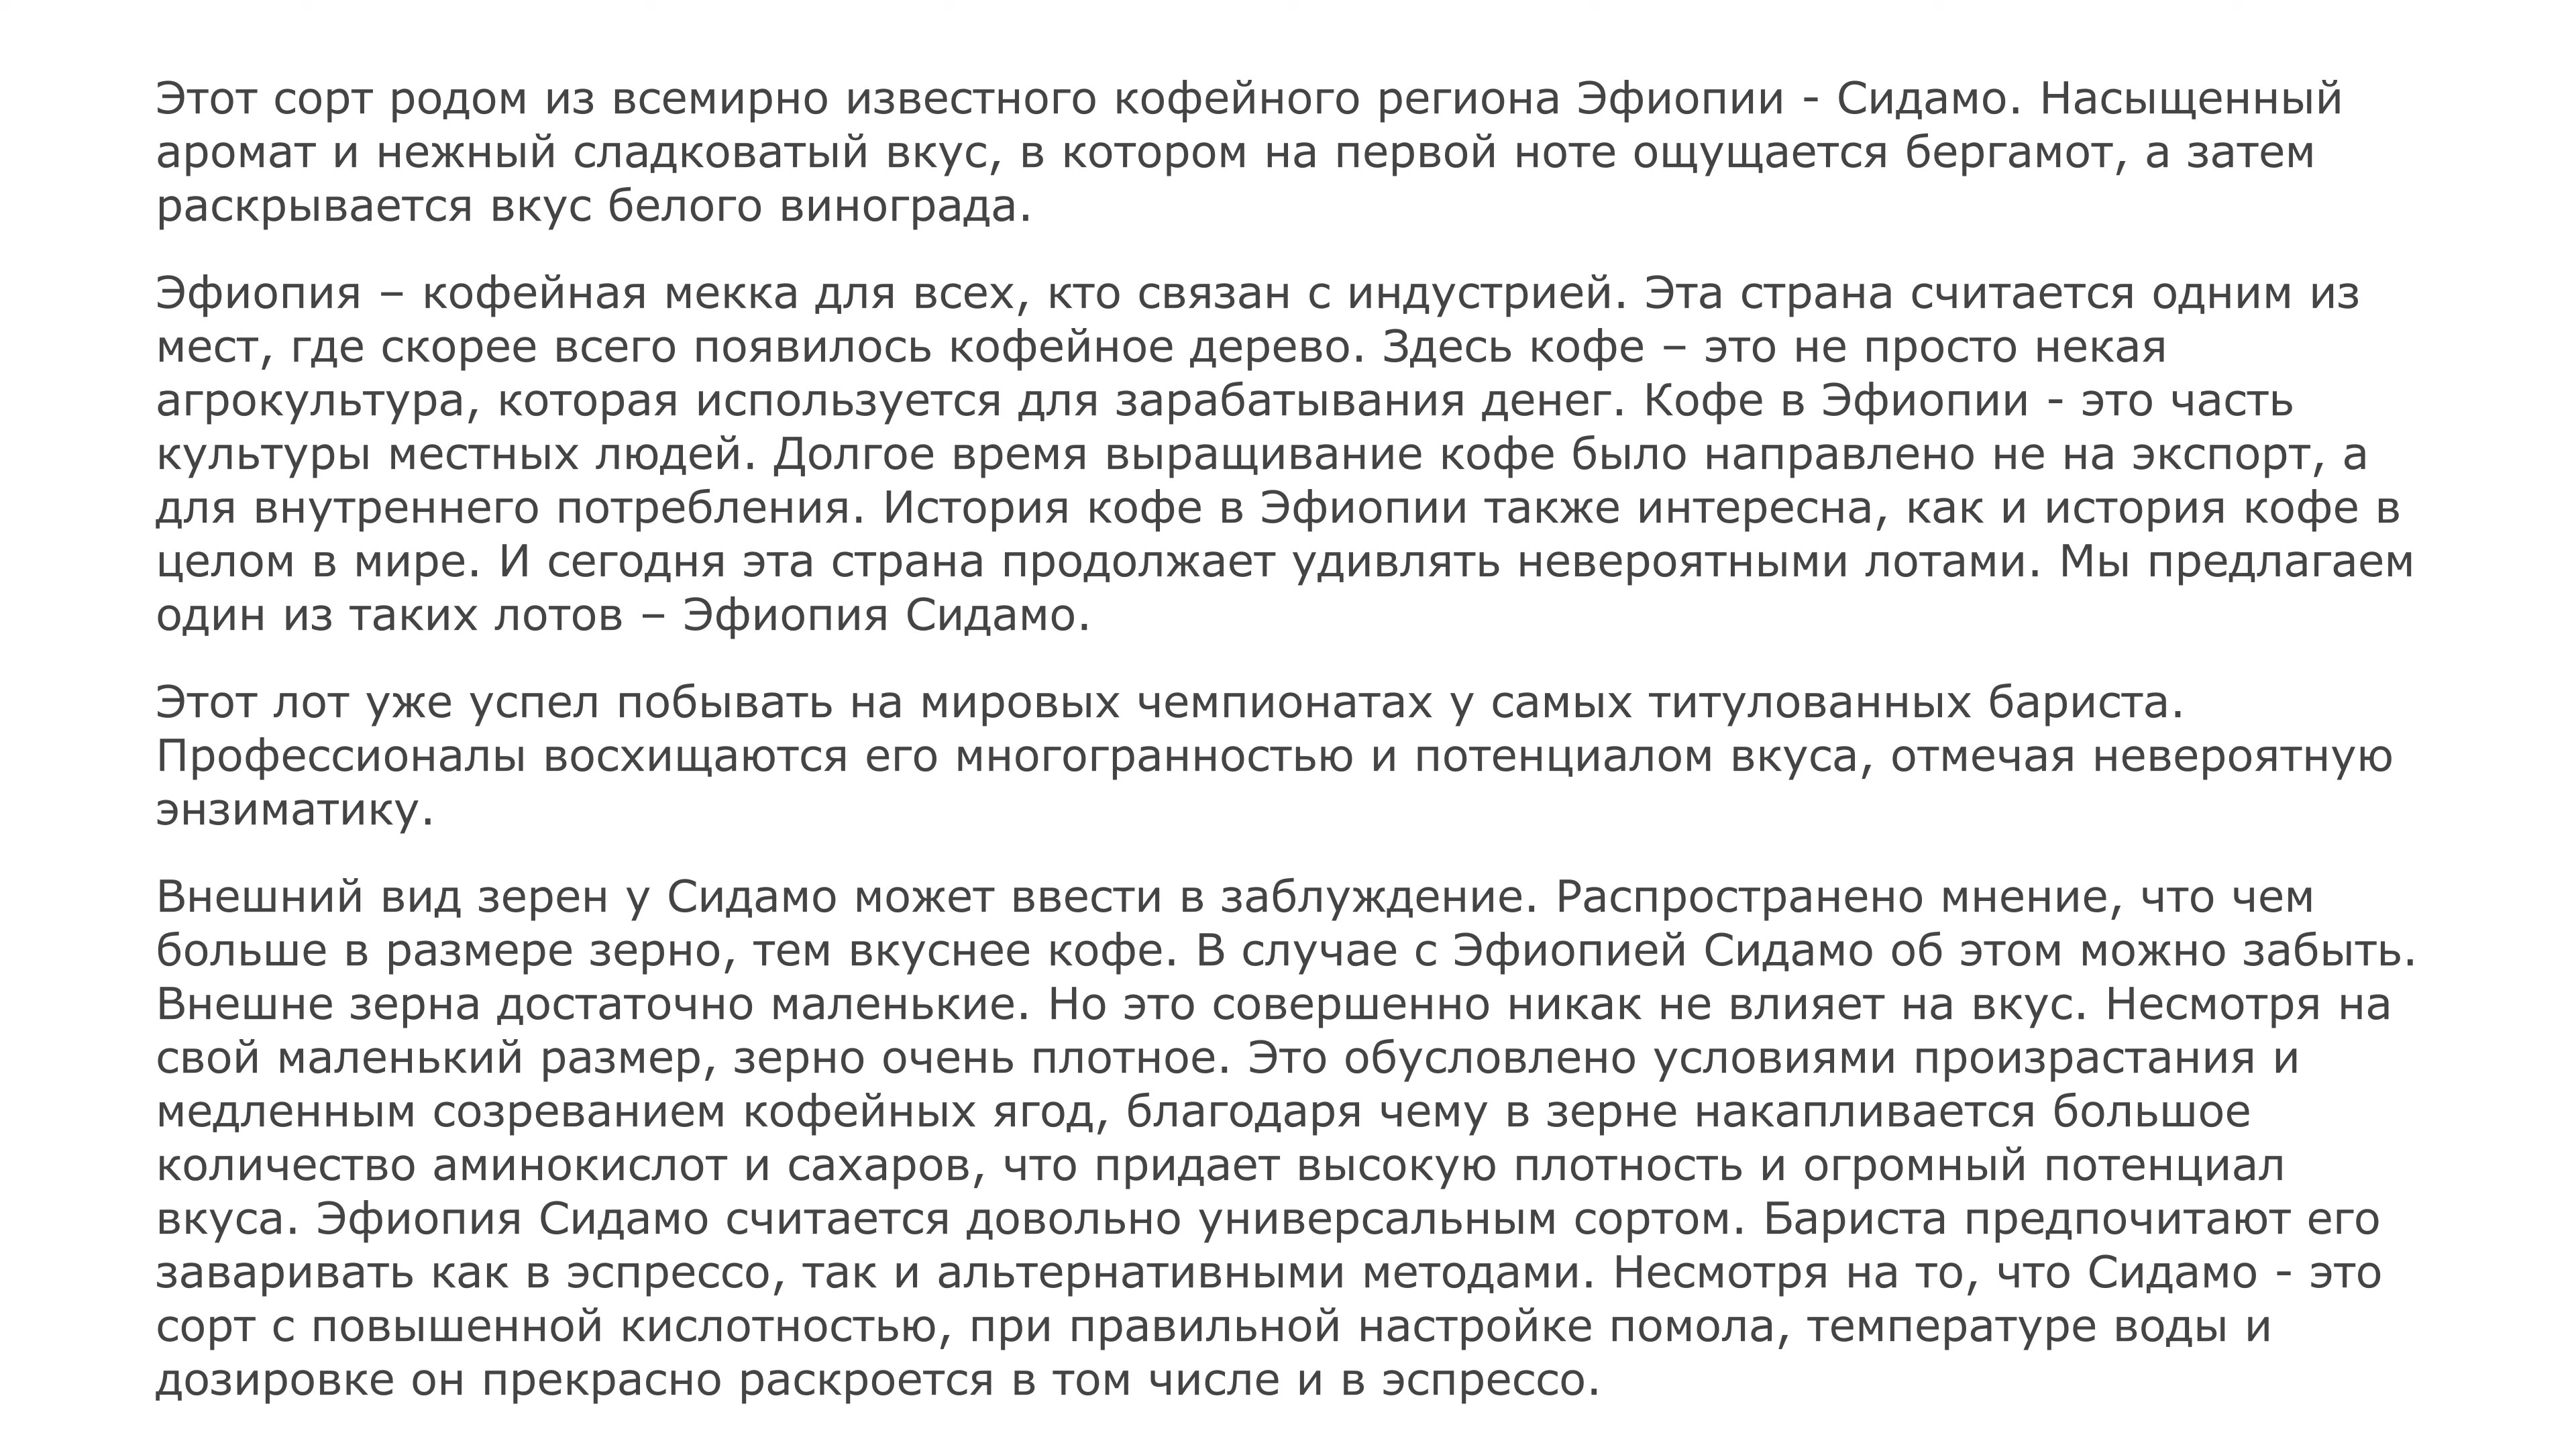 Этот сорт родом из всемирно известного кофейного региона Эфиопии - Сидамо. Насыщенный
аромат и нежный сладковатый вкус, в котором на первой ноте ощущается бергамот, а затем
раскрывается вкус белого винограда.
Эфиопия – кофейная мекка для всех, кто связан с индустрией. Эта страна считается одним из
мест, где скорее всего появилось кофейное дерево. Здесь кофе – это не просто некая
агрокультура, которая используется для зарабатывания денег. Кофе в Эфиопии - это часть
культуры местных людей. Долгое время выращивание кофе было направлено не на экспорт, а
для внутреннего потребления. История кофе в Эфиопии также интересна, как и история кофе в
целом в мире. И сегодня эта страна продолжает удивлять невероятными лотами. Мы предлагаем
один из таких лотов – Эфиопия Сидамо.
Этот лот уже успел побывать на мировых чемпионатах у самых титулованных бариста.
Профессионалы восхищаются его многогранностью и потенциалом вкуса, отмечая невероятную
энзиматику.
Внешний вид зерен у Сидамо может ввести в заблуждение. Распространено мнение, что чем
больше в размере зерно, тем вкуснее кофе. В случае с Эфиопией Сидамо об этом можно забыть.
Внешне зерна достаточно маленькие. Но это совершенно никак не влияет на вкус. Несмотря на
свой маленький размер, зерно очень плотное. Это обусловлено условиями произрастания и
медленным созреванием кофейных ягод, благодаря чему в зерне накапливается большое
количество аминокислот и сахаров, что придает высокую плотность и огромный потенциал
вкуса. Эфиопия Сидамо считается довольно универсальным сортом. Бариста предпочитают его
заваривать как в эспрессо, так и альтернативными методами. Несмотря на то, что Сидамо - это
сорт с повышенной кислотностью, при правильной настройке помола, температуре воды и
дозировке он прекрасно раскроется в том числе и в эспрессо.